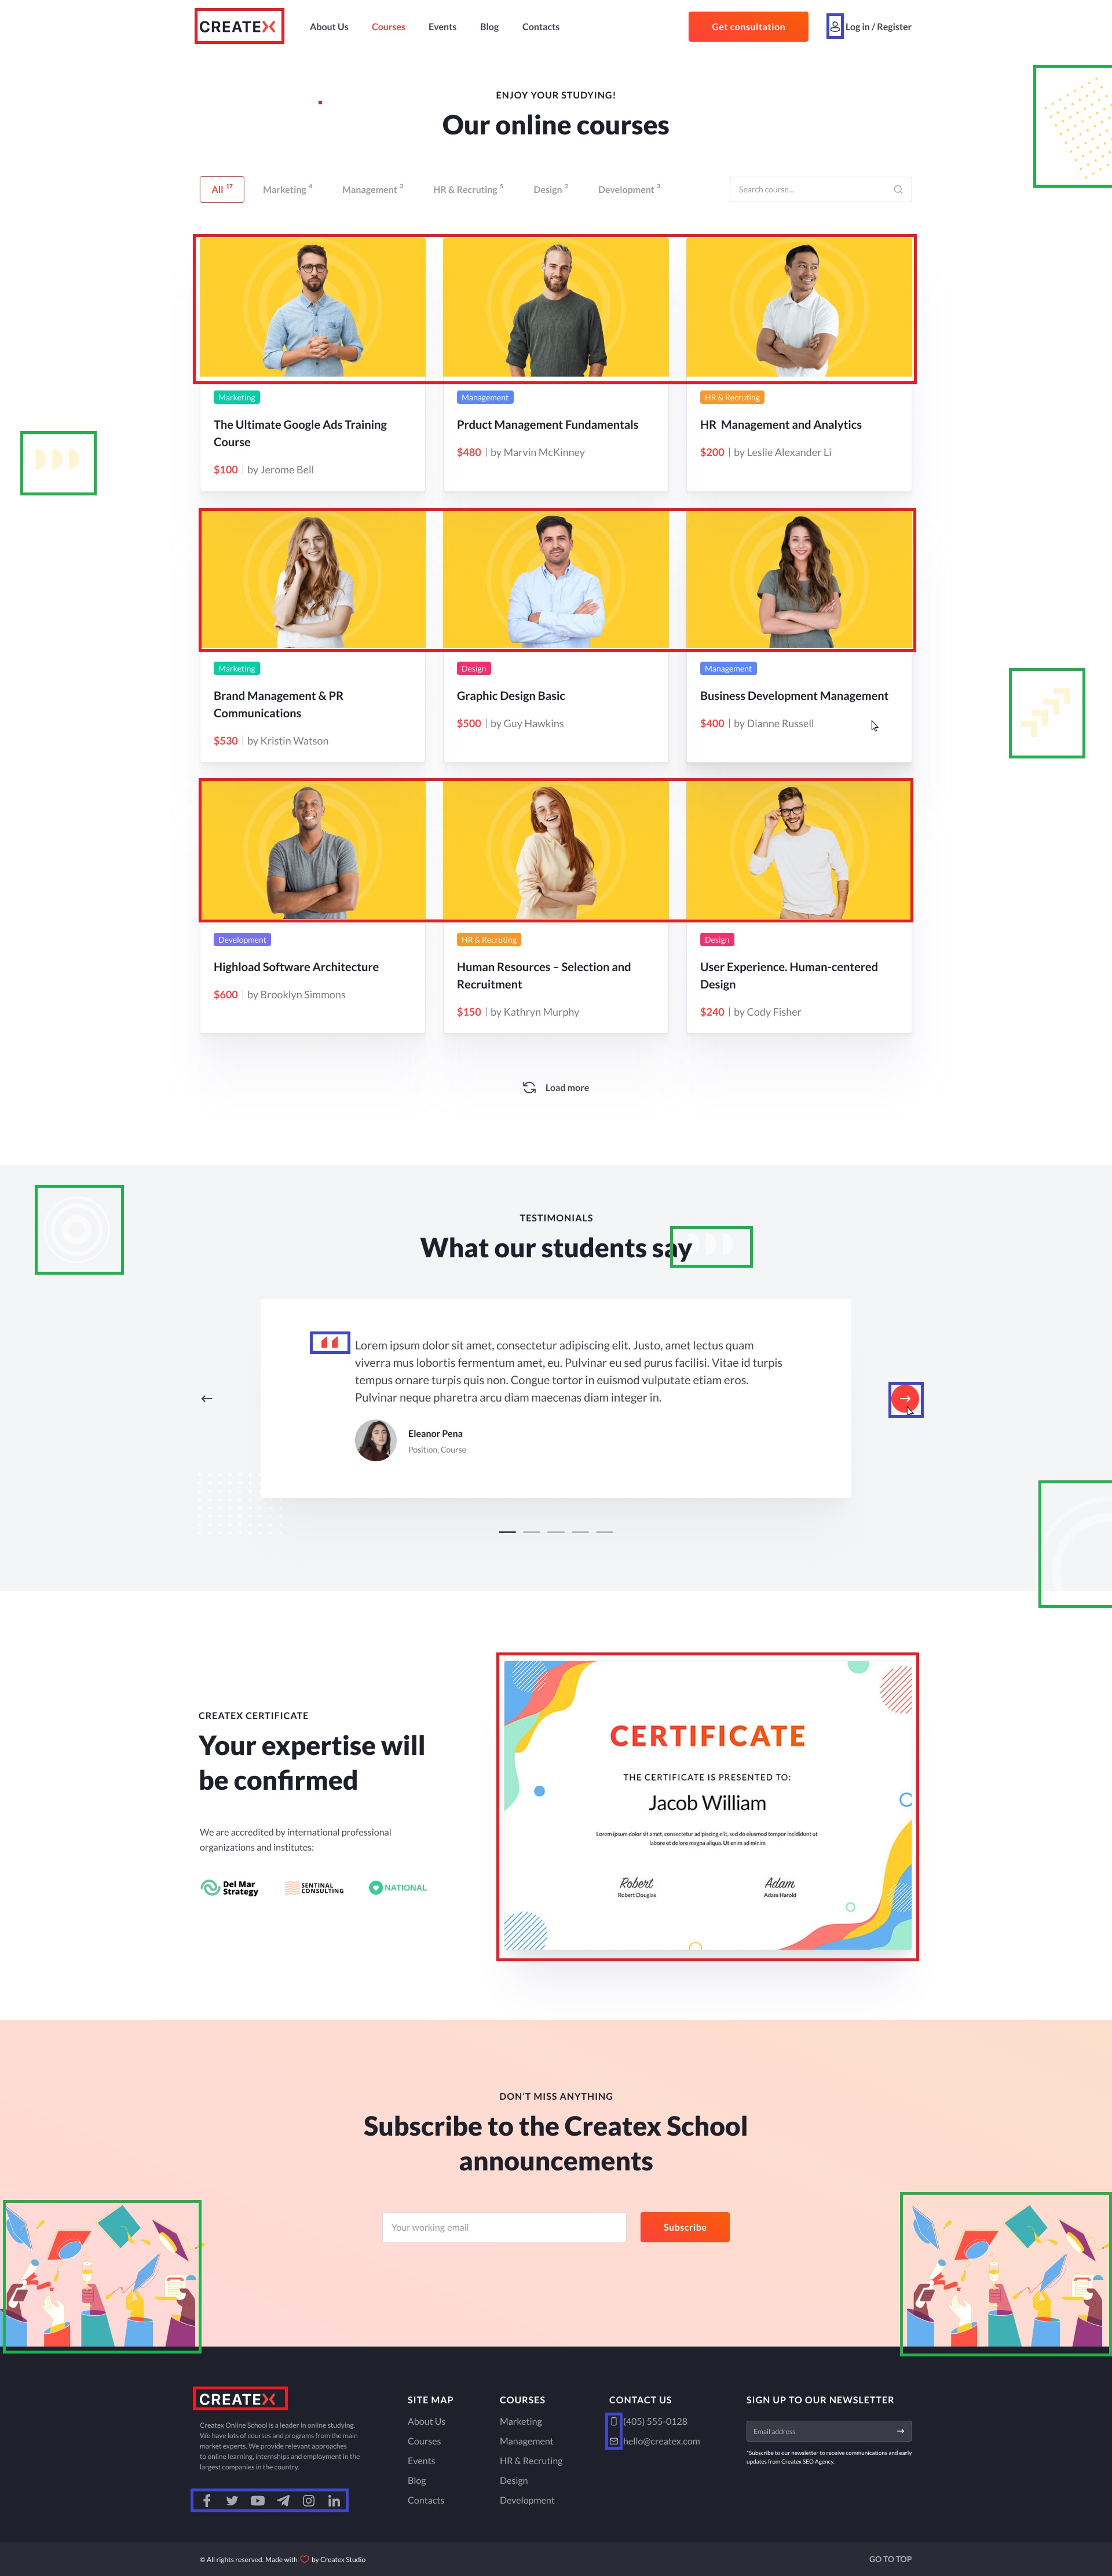 CREATEX
About Us
Courses
Events
Blog
Contacts
Get consultation
Log in / Register
ENJOY YOUR STUDYING!
Our online courses
All 17
Marketing 4
Management 3
HR & Recruting 5
Design 2
Development 3
Search course...
Marketing
The Ultimate Google Ads Training
Course
$100 | by Jerome Bell
Management
Prduct Management Fundamentals
$480 | by Marvin McKinney
HR & Recruting
HR Management and Analytics
$200 | by Leslie Alexander Li
Marketing
Brand Management & PR
Communications
$530 | by Kristin Watson
Design
Graphic Design Basic
$500 | by Guy Hawkins
Management
Business Development Management
$400 | by Dianne Russell
Development
Highload Software Architecture
$600 | by Brooklyn Simmons
HR & Recruting
Human Resources – Selection and
Recruitment
$150 | by Kathryn Murphy
Design
User Experience. Human-centered
Design
$240 | by Cody Fisher
Load more
TESTIMONIALS
What our students say
Lorem ipsum dolor sit amet, consectetur adipiscing elit. Justo, amet lectus quam
viverra mus lobortis fermentum amet, eu. Pulvinar eu sed purus facilisi. Vitae id turpis
tempus ornare turpis quis non. Congue tortor in euismod vulputate etiam eros.
Pulvinar neque pharetra arcu diam maecenas diam integer in.
Eleanor Pena
Position, Course
CREATEX CERTIFICATE
Your expertise will
be confirmed
We are accredited by international professional
organizations and institutes:
Del Mar
Strategy
SENTINAL
CONSULTING
NATIONAL
CERTIFICATE
THE CERTIFICATE IS PRESENTED TO:
Jacob William
Lorem ipsum dolor sit amet, consectetur adipiscing elit, sed do eiusmod tempor incididunt ut
labore et dolore magna aliqua. Ut enim ad minim
Robert
Robert Douglas
Adam
Adam Harold
DON'T MISS ANYTHING
Subscribe to the Createx School
announcements
Your working email
Subscribe
CREATEX
Createx Online School is a leader in online studying.
We have lots of courses and programs from the main
market experts. We provide relevant approaches
to online learning, internships and employment in the
largest companies in the country.
SITE MAP
About Us
Courses
Events
Blog
Contacts
COURSES
Marketing
Management
HR & Recruting
Design
Development
CONTACT US
(405) 555-0128
hello@createx.com
SIGN UP TO OUR NEWSLETTER
Email address
*Subscribe to our newsletter to receive communications and early
updates from Createx SEO Agency.
© All rights reserved. Made with by Createx Studio
GO TO TOP